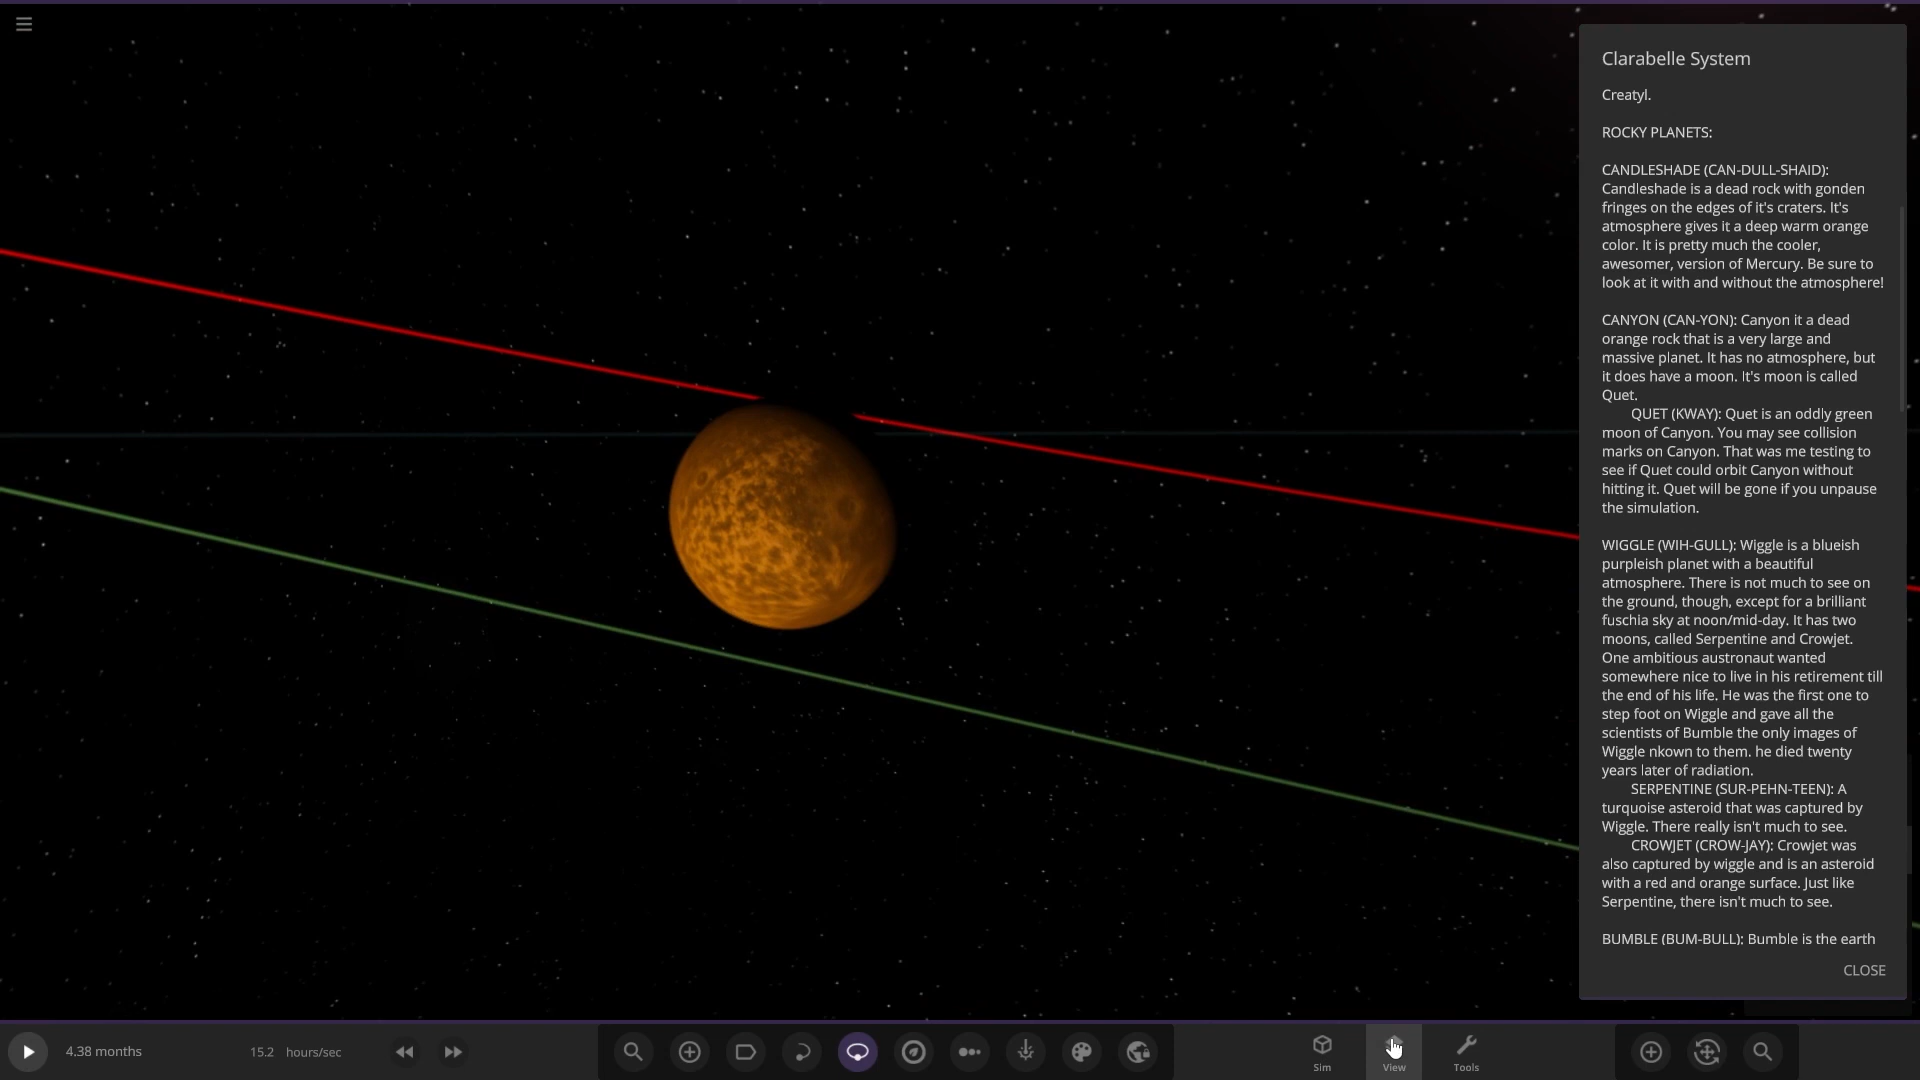 Clarabelle System
Creatyl.
ROCKY PLANETS:
CANDLESHADE (CAN-DULL-SHAID):
Candleshade is a dead rock with gonden
fringes on the edges of it's craters. It's
atmosphere gives it a deep warm orange
color. It is pretty much the cooler,
awesomer, version of Mercury. Be sure to
look at it with and without the atmosphere!
CANYON (CAN-YON): Canyon it a dead
orange rock that is a very large and
massive planet. It has no atmosphere, but
it does have a moon. It's moon is called
Quet.
QUET (KWAY): Quet is an oddly green
moon of Canyon. You may see collision
marks on Canyon. That was me testing to
see if Quet could orbit Canyon without
hitting it. Quet will be gone if you unpause
the simulation.
WIGGLE (WIH-GULL): Wiggle is a blueish
purpleish planet with a beautiful
atmosphere. There is not much to see on
the ground, though, except for a brilliant
fuschia sky at noon/mid-day. It has two
moons, called Serpentine and Crowjet.
One ambitious austronaut wanted
somewhere nice to live in his retirement till
the end of his life. He was the first one to
step foot on Wiggle and gave all the
scientists of Bumble the only images of
Wiggle nkown to them. he died twenty
years later of radiation.
SERPENTINE (SUR-PEHN-TEEN): A
turquoise asteroid that was captured by
Wiggle. There really isn't much to see.
CROWJET (CROW-JAY): Crowjet was
also captured by wiggle and is an asteroid
with a red and orange surface. Just like
Serpentine, there isn't much to see.
BUMBLE (BUM-BULL): Bumble is the earth
CLOSE
4.38 months
15.2 hours/sec
Sim
View
Tools